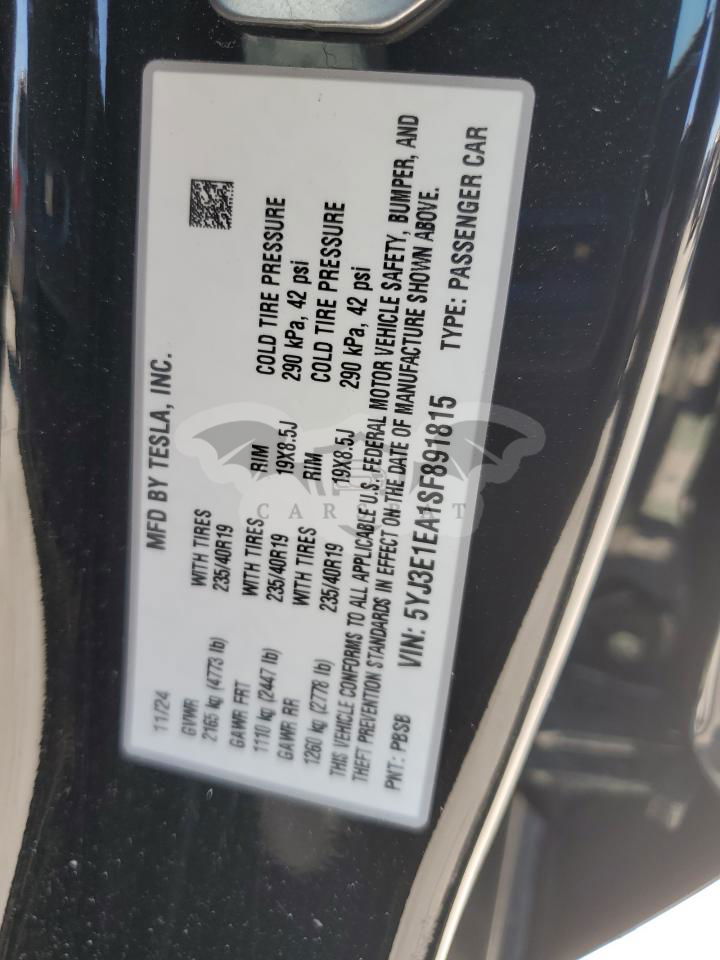 MFD BY TESLA, INC.
11/24
GVWR
2165 kg (4773 lb)
WITH TIRES
235/40R19
GAWR FRT
1110 kg (2447 lb)
WITH TIRES
235/40R19
RIM
19X8.5J
COLD TIRE PRESSURE
290 kPa, 42 psi
GAWR RR
1260 kg (2778 lb)
WITH TIRES
235/40R19
RIM
19X8.5J
COLD TIRE PRESSURE
290 kPa, 42 psi
THIS VEHICLE CONFORMS TO ALL APPLICABLE U.S. FEDERAL MOTOR VEHICLE SAFETY, BUMPER, AND
THEFT PREVENTION STANDARDS IN EFFECT ON THE DATE OF MANUFACTURE SHOWN ABOVE.
PNT: PBSB VIN: 5YJ3E1EA1SF891815 TYPE: PASSENGER CAR